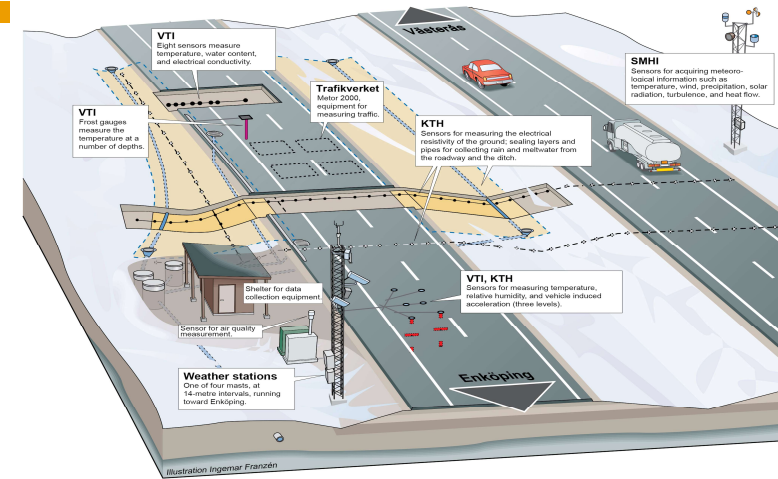 Västerås
VTI
Eight sensors measure
temperature, water content,
and electrical conductivity.
SMHI
Sensors for acquiring meteoro-
logical information such as
temperature, wind, precipitation, solar
radiation, turbulence, and heat flow.
Trafikverket
Metor 2000,
equipment for
measuring traffic.
VTI
Frost gauges
measure the
temperature at a
number of depths.
KTH
Sensors for measuring the electrical
resistivity of the ground; sealing layers and
pipes for collecting rain and meltwater from
the roadway and the ditch.
VTI, KTH
Sensors for measuring temperature,
relative humidity, and vehicle induced
acceleration (three levels).
Shelter for data
collection equipment.
Sensor for air quality
measurement.
Weather stations
One of four masts, at
14-metre intervals, running
toward Enköping.
Enköping
Illustration Ingemar Franzén